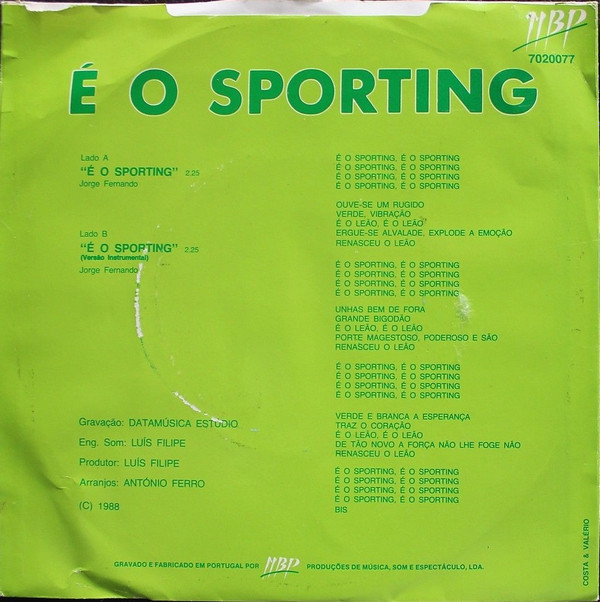 MBP
7020077
É O SPORTING
Lado A
"É O SPORTING" 2.25
Jorge Fernando
Lado B
"É O SPORTING" 2.25
(Versão Instrumental)
Jorge Fernando
Gravação: DATAMÚSICA ESTÚDIO
Eng. Som: LUÍS FILIPE
Produtor: LUÍS FILIPE
Arranjos: ANTÓNIO FERRO
(C) 1988
É O SPORTING, É O SPORTING
É O SPORTING, É O SPORTING
É O SPORTING, É O SPORTING
É O SPORTING, É O SPORTING
OUVE-SE UM RUGIDO
VERDE, VIBRAÇÃO
É O LEÃO, É O LEÃO
ERGUE-SE ALVALADE, EXPLODE A EMOÇÃO
RENASCEU O LEÃO
É O SPORTING, É O SPORTING
É O SPORTING, É O SPORTING
É O SPORTING, É O SPORTING
É O SPORTING, É O SPORTING
UNHAS BEM DE FORA
GRANDE BIGODÃO
É O LEÃO, É O LEÃO
PORTE MAGESTOSO, PODEROSO E SÃO
RENASCEU O LEÃO
É O SPORTING, É O SPORTING
É O SPORTING, É O SPORTING
É O SPORTING, É O SPORTING
É O SPORTING, É O SPORTING
VERDE E BRANCA A ESPERANÇA
TRAZ O CORAÇÃO
É O LEÃO, É O LEÃO
DE TÃO NOVO A FORÇA NÃO LHE FOGE NÃO
RENASCEU O LEÃO
É O SPORTING, É O SPORTING
É O SPORTING, É O SPORTING
É O SPORTING, É O SPORTING
É O SPORTING, É O SPORTING
BIS
GRAVADO E FABRICADO EM PORTUGAL POR MBP PRODUÇÕES DE MÚSICA, SOM E ESPECTÁCULO, LDA.
COSTA & VALÉRIO